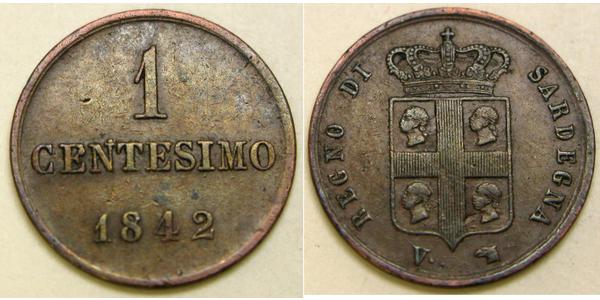 1
CENTESIMO
1842
REGNO DI SARDEGNA
V.